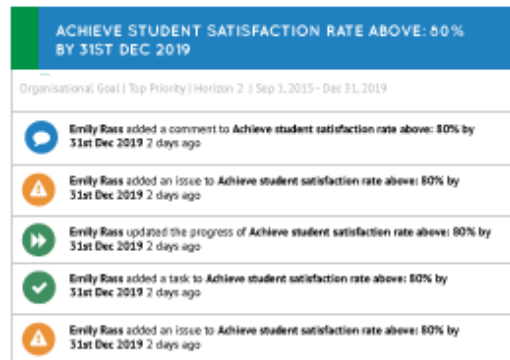 ACHIEVE STUDENT SATISFACTION RATE ABOVE: 80%
BY 31ST DEC 2019
Organisational Goal | Top Priority | Horizon 2 | Sep 1, 2015 - Dec 31, 2019
Emily Rass added a comment to Achieve student satisfaction rate above: 80% by
31st Dec 2019 2 days ago
Emily Rass added an issue to Achieve student satisfaction rate above: 80% by
31st Dec 2019 2 days ago
Emily Rass updated the progress of Achieve student satisfaction rate above: 80% by
31st Dec 2019 2 days ago
Emily Rass added a task to Achieve student satisfaction rate above: 80% by
31st Dec 2019 2 days ago
Emily Rass added an issue to Achieve student satisfaction rate above: 80% by
31st Dec 2019 2 days ago